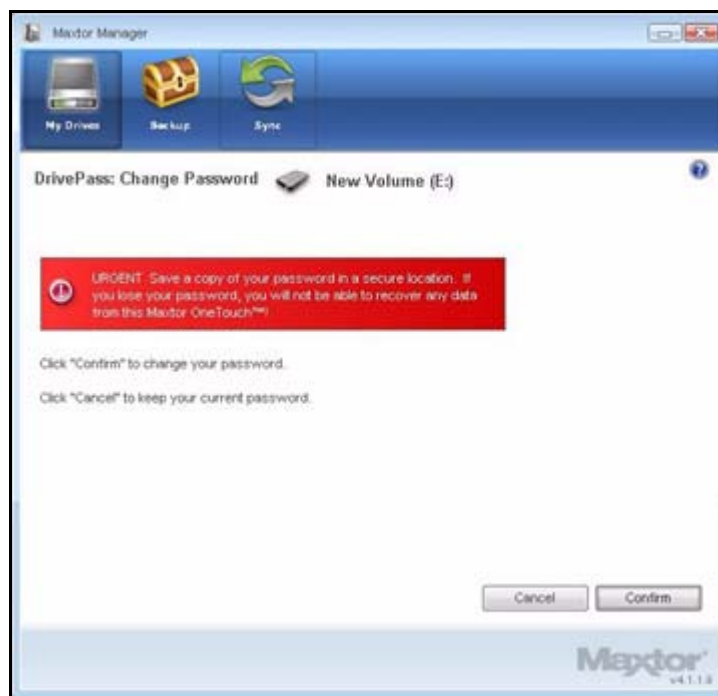 Maxtor Manager
My Drives
Backup
Sync
DrivePass: Change Password
New Volume (E:)
URGENT Save a copy of your password in a secure location. If
you lose your password, you will not be able to recover any data
from this Maxtor OneTouch™!
Click "Confirm" to change your password.
Click "Cancel" to keep your current password.
Cancel
Confirm
Maxtor